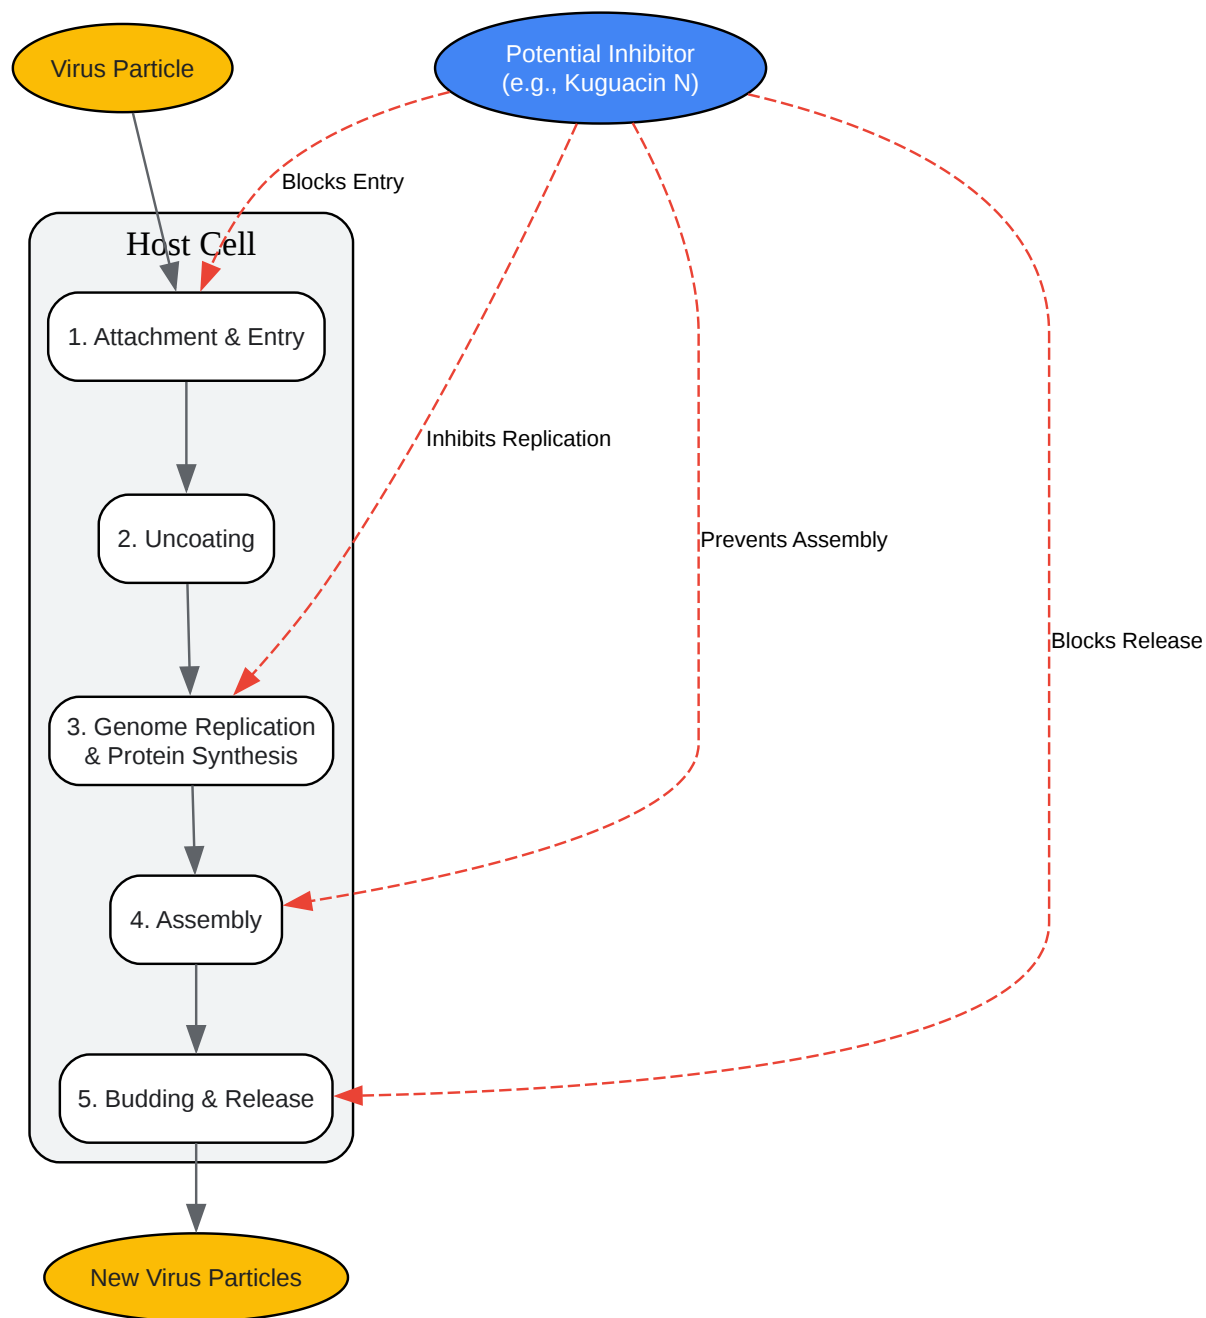 Virus Particle
Potential Inhibitor
(e.g., Kuguacin N)
Blocks Entry
Host Cell
1. Attachment & Entry
Inhibits Replication
2. Uncoating
Prevents Assembly
Blocks Release
3. Genome Replication
& Protein Synthesis
4. Assembly
5. Budding & Release
New Virus Particles